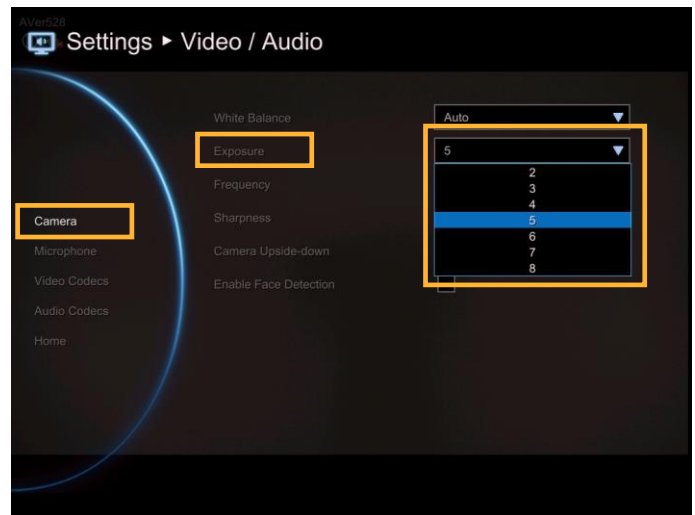 AVer528
Settings ► Video / Audio
White Balance
Auto
Exposure
5
2
3
4
5
6
7
8
Frequency
Sharpness
Camera Upside-down
Enable Face Detection
Camera
Microphone
Video Codecs
Audio Codecs
Home